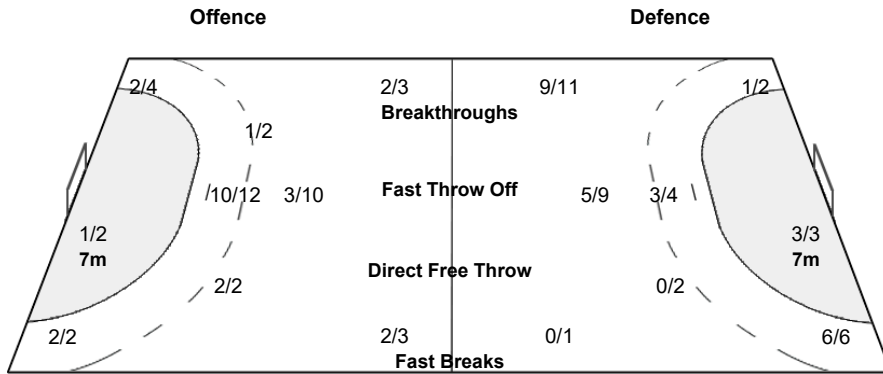 Offence Defence
2/4 2/3 9/11 1/2
Breakthroughs
1/2
10/12 3/10 Fast Throw Off 5/9 3/4
1/2 3/3
7m 7m
Direct Free Throw
2/2 0/2
2/2 2/3 0/1 6/6
Fast Breaks